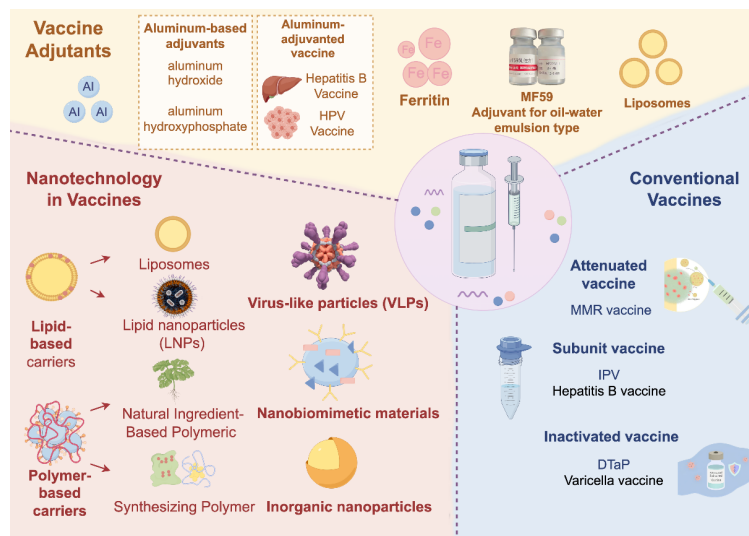 Vaccine
Adjutants
Al
Al
Al
Aluminum-based
adjuvants
aluminum
hydroxide
aluminum
hydroxyphosphate
Aluminum-
adjuvanted
vaccine
Hepatitis B
Vaccine
HPV
Vaccine
Fe
Fe
Fe
Fe
Ferritin
MF59
Adjuvant for oil-water
emulsion type
Liposomes
Nanotechnology
in Vaccines
Lipid-
based carriers
Liposomes
Lipid nanoparticles
(LNPs)
Polymer-
based carriers
Natural Ingredient-
Based Polymeric
Synthesizing Polymer
Virus-like particles (VLPs)
Nanobiomimetic materials
Inorganic nanoparticles
Conventional
Vaccines
Attenuated
vaccine
MMR vaccine
Subunit vaccine
IPV
Hepatitis B vaccine
Inactivated vaccine
DTaP
Varicella vaccine